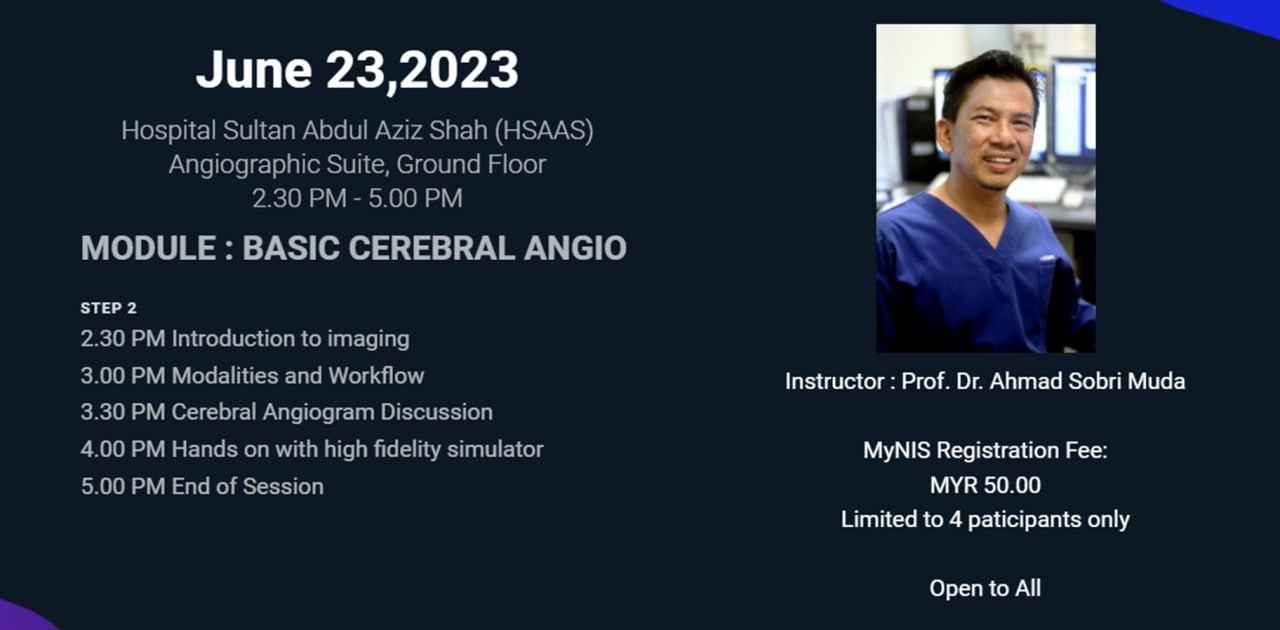 June 23,2023
Hospital Sultan Abdul Aziz Shah (HSAAS)
Angiographic Suite, Ground Floor
2.30 PM - 5.00 PM
MODULE : BASIC CEREBRAL ANGIO
STEP 2
2.30 PM Introduction to imaging
3.00 PM Modalities and Workflow
3.30 PM Cerebral Angiogram Discussion
4.00 PM Hands on with high fidelity simulator
5.00 PM End of Session
Instructor : Prof. Dr. Ahmad Sobri Muda
MyNIS Registration Fee:
MYR 50.00
Limited to 4 paticipants only
Open to All